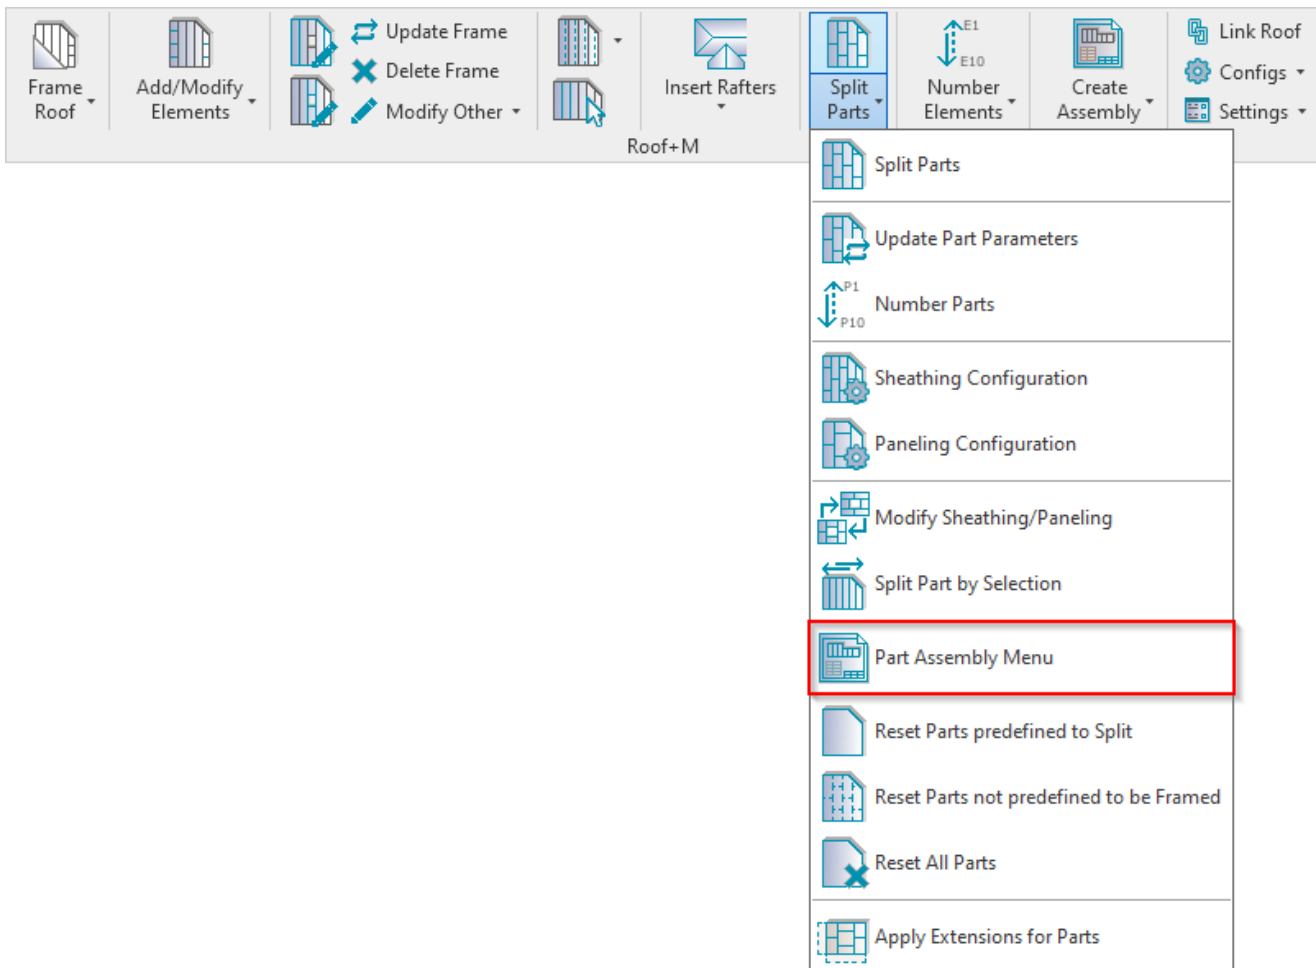 Frame
Roof
Add/Modify
Elements
Update Frame
Delete Frame
Modify Other
Insert Rafters
Split
Parts
E1
E10
Number
Elements
Create
Assembly
Link Roof
Configs
Settings
Roof+M
Split Parts
Update Part Parameters
P1
P10
Number Parts
Sheathing Configuration
Paneling Configuration
Modify Sheathing/Paneling
Split Part by Selection
Part Assembly Menu
Reset Parts predefined to Split
Reset Parts not predefined to be Framed
Reset All Parts
Apply Extensions for Parts